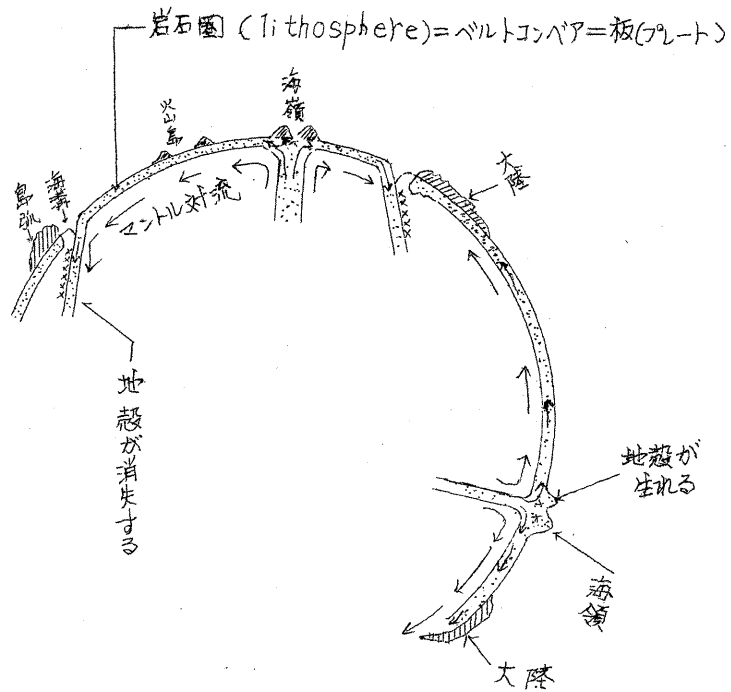 岩石圏(lithosphere)=ベルトコンベア=板(プレート)
海嶺
火山島
大陸
海溝
島弧
マントル対流
地殻が消失する
地殻が
生れる
海領
大陸